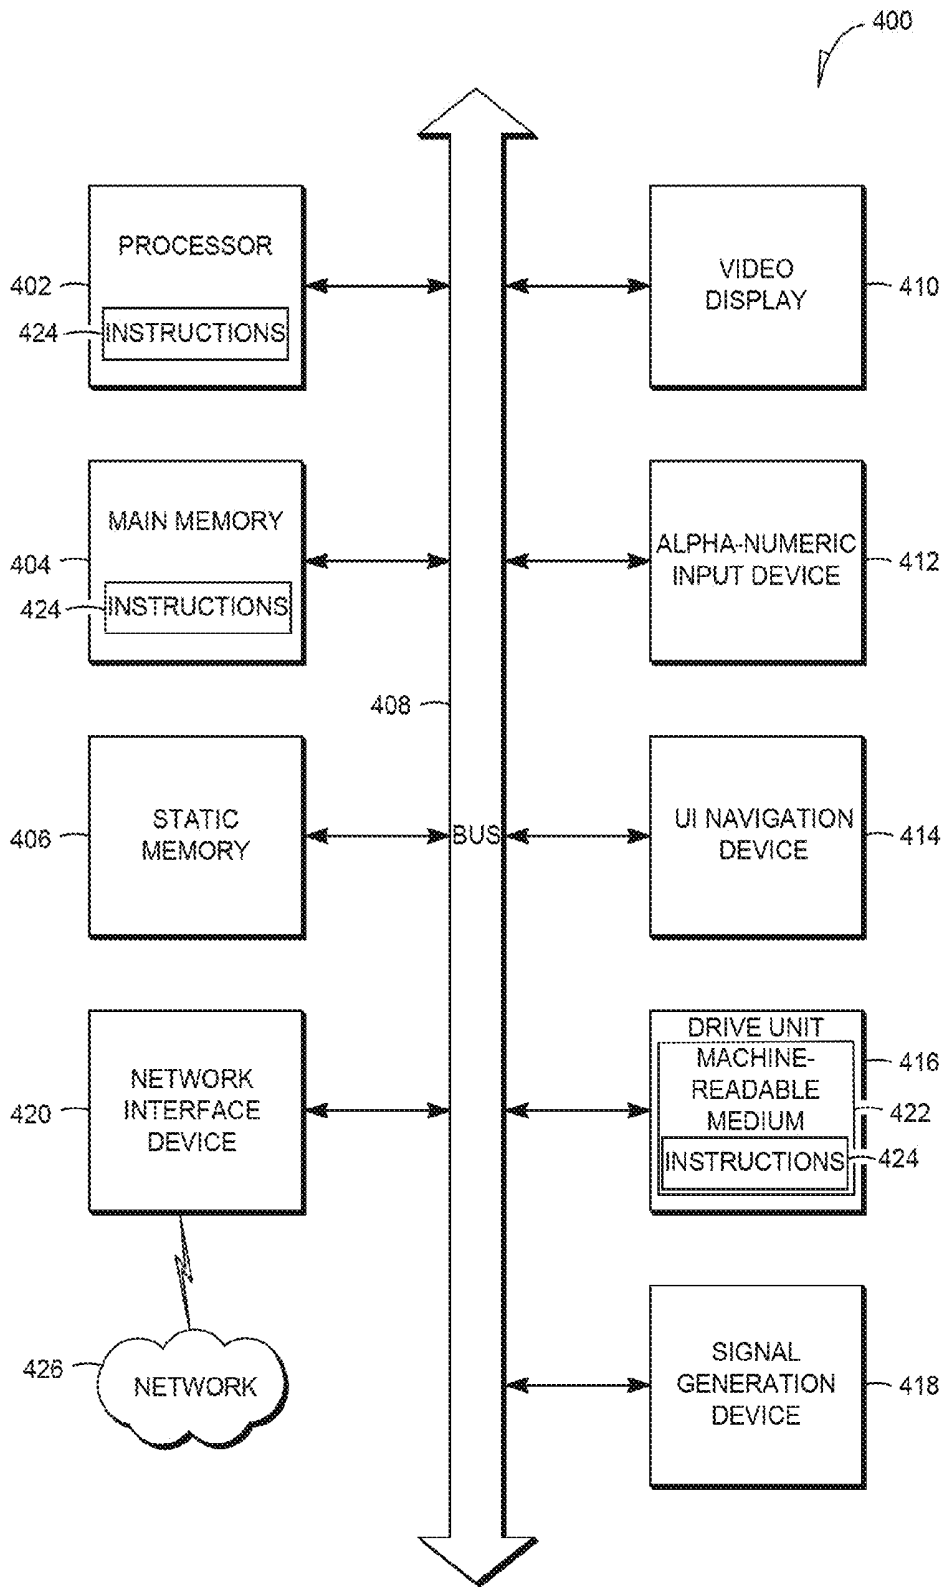 400
PROCESSOR
402
424
INSTRUCTIONS
VIDEO
DISPLAY
410
MAIN MEMORY
404
424
INSTRUCTIONS
ALPHA-NUMERIC
INPUT DEVICE
412
408
STATIC
MEMORY
406
BUS
UI NAVIGATION
DEVICE
414
NETWORK
INTERFACE
DEVICE
420
DRIVE UNIT
416
MACHINE-
READABLE
MEDIUM
422
INSTRUCTIONS
424
426
NETWORK
SIGNAL
GENERATION
DEVICE
418